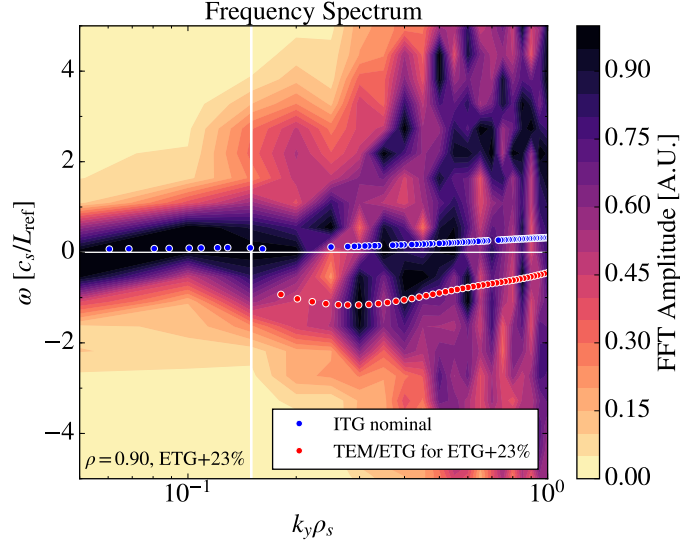 Frequency Spectrum
ω [c_s/L_ref]
4
2
0
−2
−4
ρ = 0.90, ETG+23%
ITG nominal
TEM/ETG for ETG+23%
10^{-1}
10^0
k_yρ_s
0.90
0.75
0.60
0.45
0.30
0.15
0.00
FFT Amplitude [A.U.]